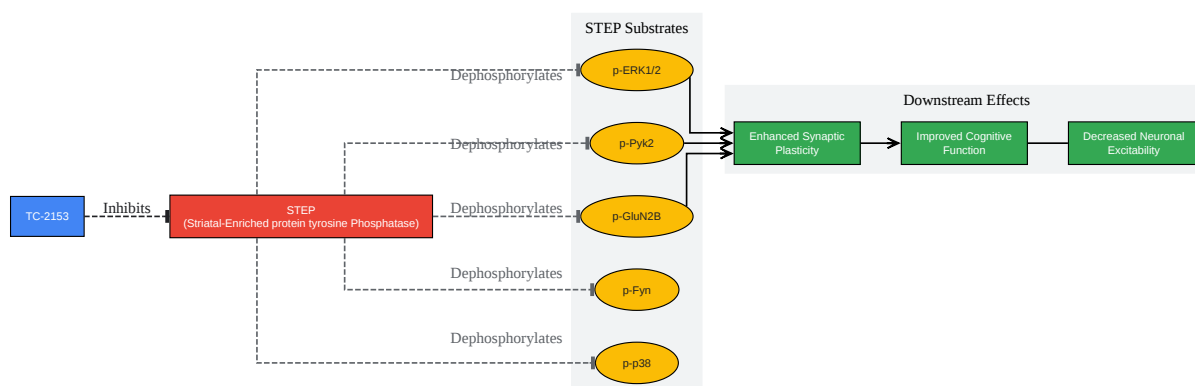 STEP Substrates
p-ERK1/2
Dephosphorylates
Downstream Effects
Enhanced Synaptic
Plasticity
Improved Cognitive
Function
Decreased Neuronal
Excitability
Dephosphorylates
p-Pyk2
TC-2153
Inhibits
STEP
(Striatal-Enriched protein tyrosine Phosphatase)
Dephosphorylates
p-GluN2B
Dephosphorylates
p-Fyn
Dephosphorylates
p-p38